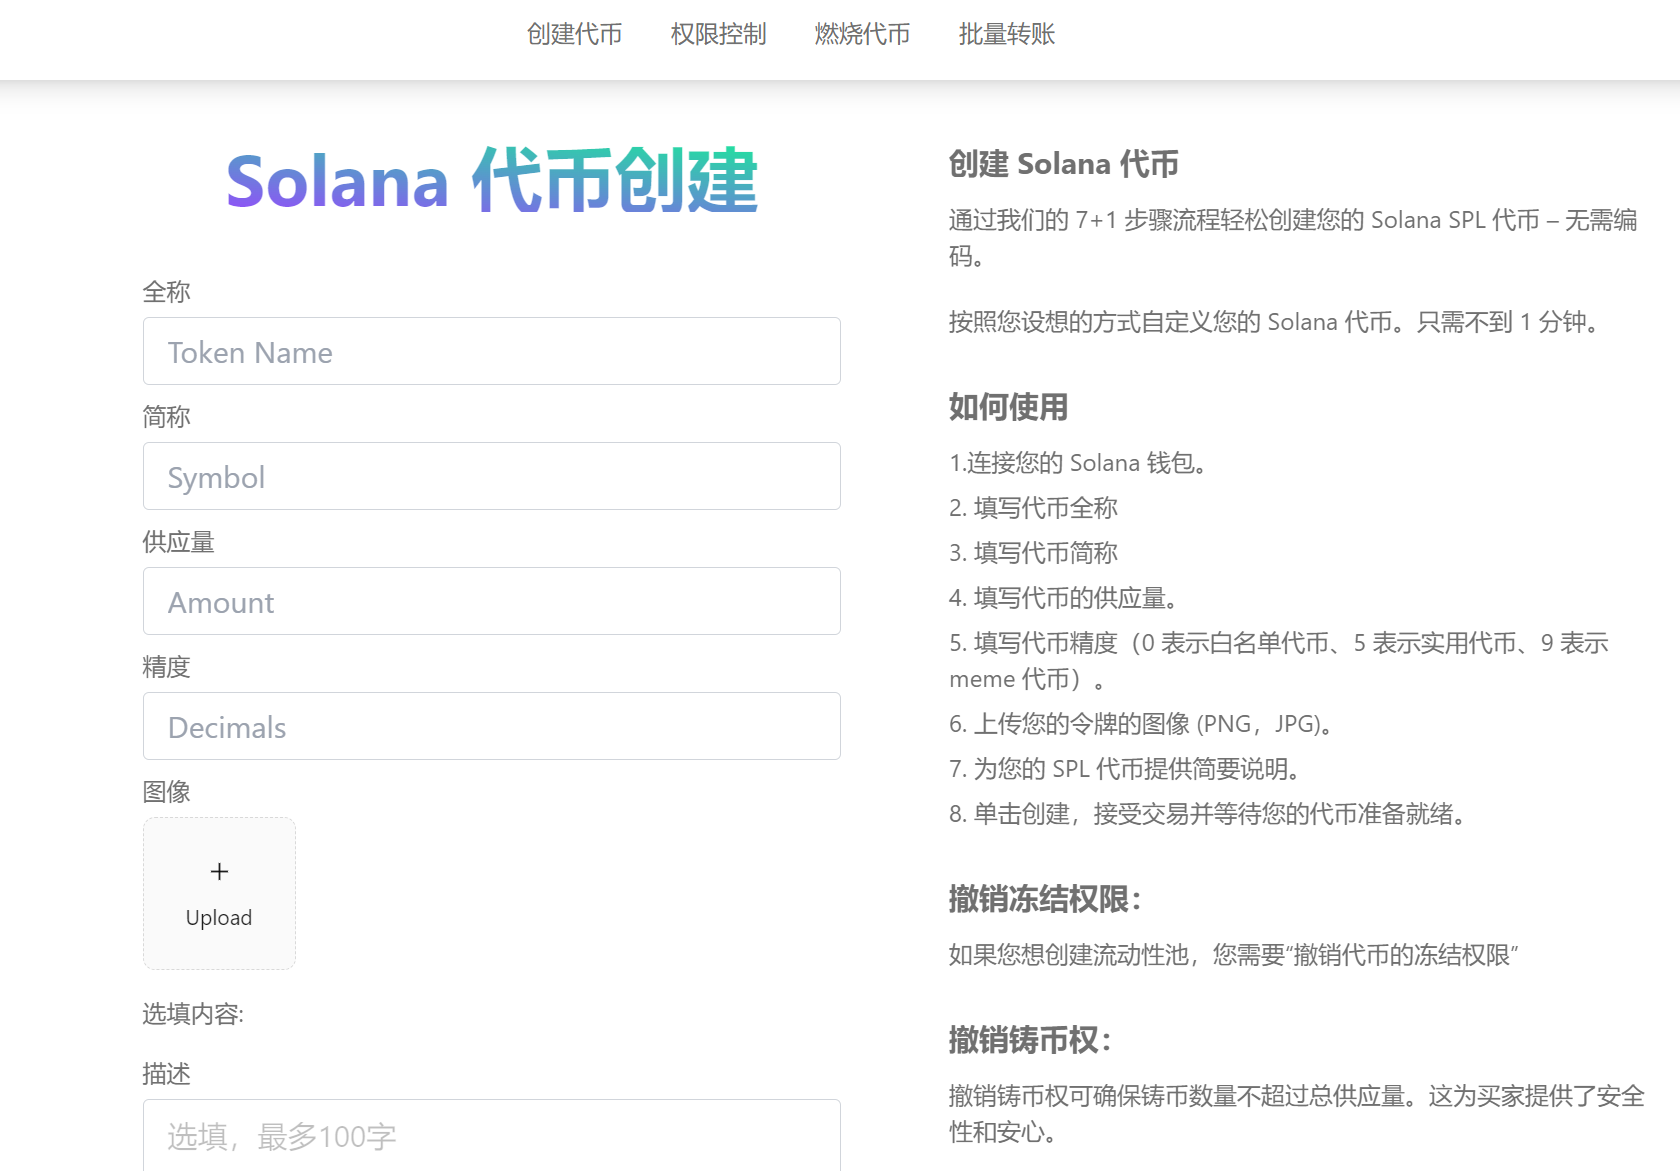 创建代币 权限控制 燃烧代币 批量转账
Solana 代币创建
全称
Token Name
简称
Symbol
供应量
Amount
精度
Decimals
图像
+
Upload
选填内容:
描述
选填，最多100字
创建 Solana 代币
通过我们的 7+1 步骤流程轻松创建您的 Solana SPL 代币 – 无需编
码。
按照您设想的方式自定义您的 Solana 代币。只需不到 1 分钟。
如何使用
1.连接您的 Solana 钱包。
2. 填写代币全称
3. 填写代币简称
4. 填写代币的供应量。
5. 填写代币精度（0 表示白名单代币、5 表示实用代币、9 表示
meme 代币）。
6. 上传您的令牌的图像 (PNG，JPG)。
7. 为您的 SPL 代币提供简要说明。
8. 单击创建，接受交易并等待您的代币准备就绪。
撤销冻结权限：
如果您想创建流动性池，您需要“撤销代币的冻结权限”
撤销铸币权：
撤销铸币权可确保铸币数量不超过总供应量。这为买家提供了安全
性和安心。